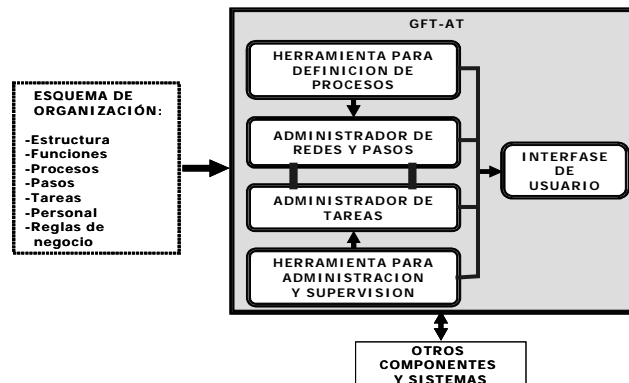 GFT-AT
ESQUEMA DE
ORGANIZACIÓN:
-Estructura
-Funciones
-Procesos
-Pasos
-Tareas
-Personal
-Reglas de
negocio
HERRAMIENTA PARA
DEFINICION DE
PROCESOS
ADMINISTRADOR DE
REDES Y PASOS
ADMINISTRADOR DE
TAREAS
HERRAMIENTA PARA
ADMINISTRACION
Y SUPERVISION
INTERFASE
DE
USUARIO
OTROS
COMPONENTES
Y SISTEMAS